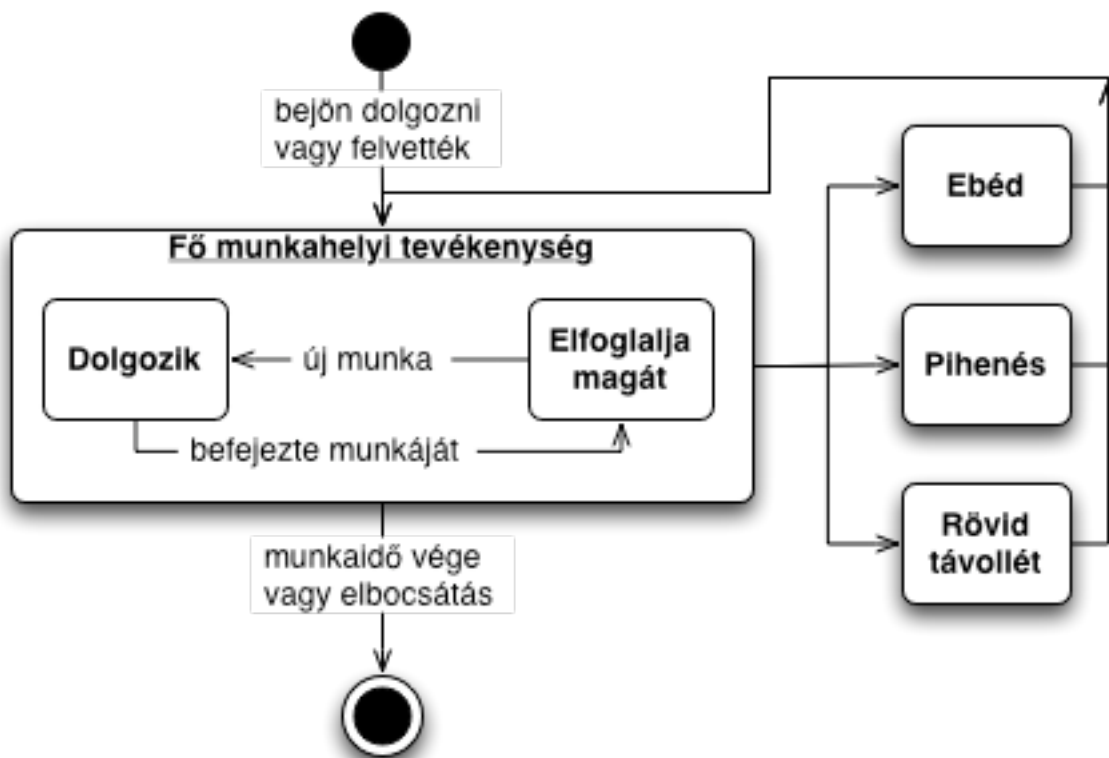 bejön dolgozni
vagy felvették
Ebéd
Fő munkahelyi tevékenység
Dolgozik
új munka
Elfoglalja
magát
Pihenés
befejezte munkáját
Rövid
távollét
munkaidő vége
vagy elbocsátás